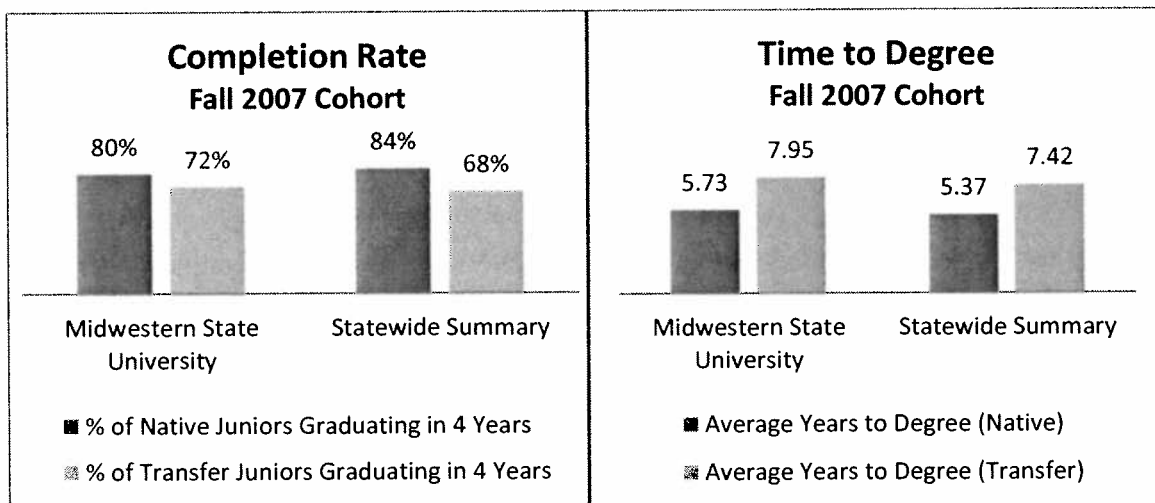 Completion Rate
Fall 2007 Cohort
80%
72%
84%
68%
Midwestern State
University
Statewide Summary
% of Native Juniors Graduating in 4 Years
% of Transfer Juniors Graduating in 4 Years
Time to Degree
Fall 2007 Cohort
5.73
7.95
5.37
7.42
Midwestern State
University
Statewide Summary
Average Years to Degree (Native)
Average Years to Degree (Transfer)